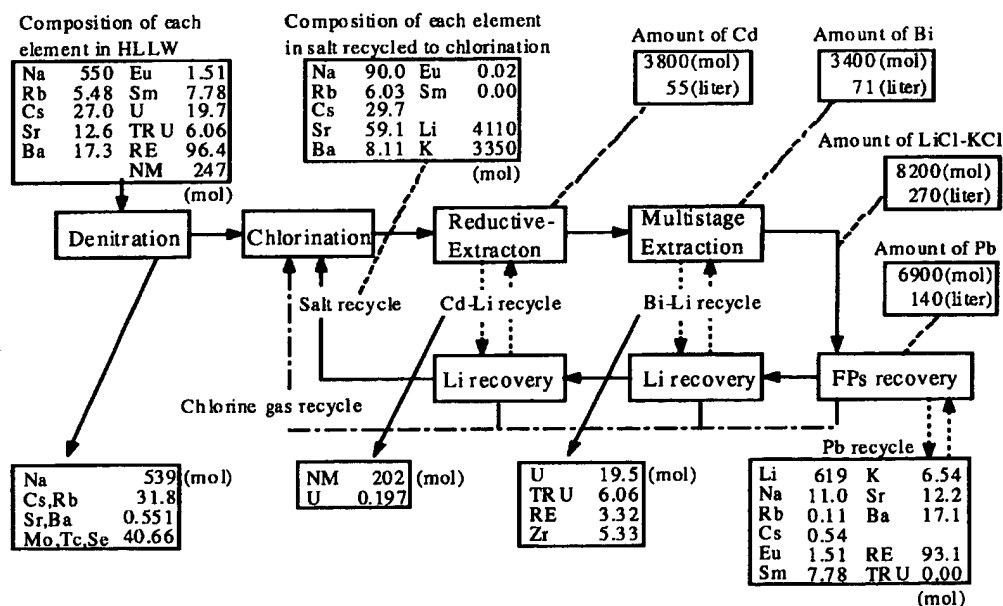 Composition of each
element in HLLW
Na 550 Eu 1.51
Rb 5.48 Sm 7.78
Cs 27.0 U 19.7
Sr 12.6 TRU 6.06
Ba 17.3 RE 96.4
NM 247
(mol)
Composition of each element
in salt recycled to chlorination
Na 90.0 Eu 0.02
Rb 6.03 Sm 0.00
Cs 29.7
Sr 59.1 Li 4110
Ba 8.11 K 3350
(mol)
Amount of Cd
3800(mol)
55(liter)
Amount of Bi
3400(mol)
71(liter)
Amount of LiCl-KCl
8200(mol)
270(liter)
Amount of Pb
6900(mol)
140(liter)
Denitration
Chlorination
Reductive-
Extracton
Multistage
Extraction
Salt recycle
Cd-Li recycle
Bi-Li recycle
Li recovery
Li recovery
FPs recovery
Chlorine gas recycle
Pb recycle
Na 539 (mol)
Cs,Rb 31.8
Sr,Ba 0.551
Mo,Tc,Se 40.66
NM 202 (mol)
U 0.197
U 19.5 (mol)
TRU 6.06
RE 3.32
Zr 5.33
Li 619 K 6.54
Na 11.0 Sr 12.2
Rb 0.11 Ba 17.1
Cs 0.54
Eu 1.51 RE 93.1
Sm 7.78 TRU 0.00
(mol)